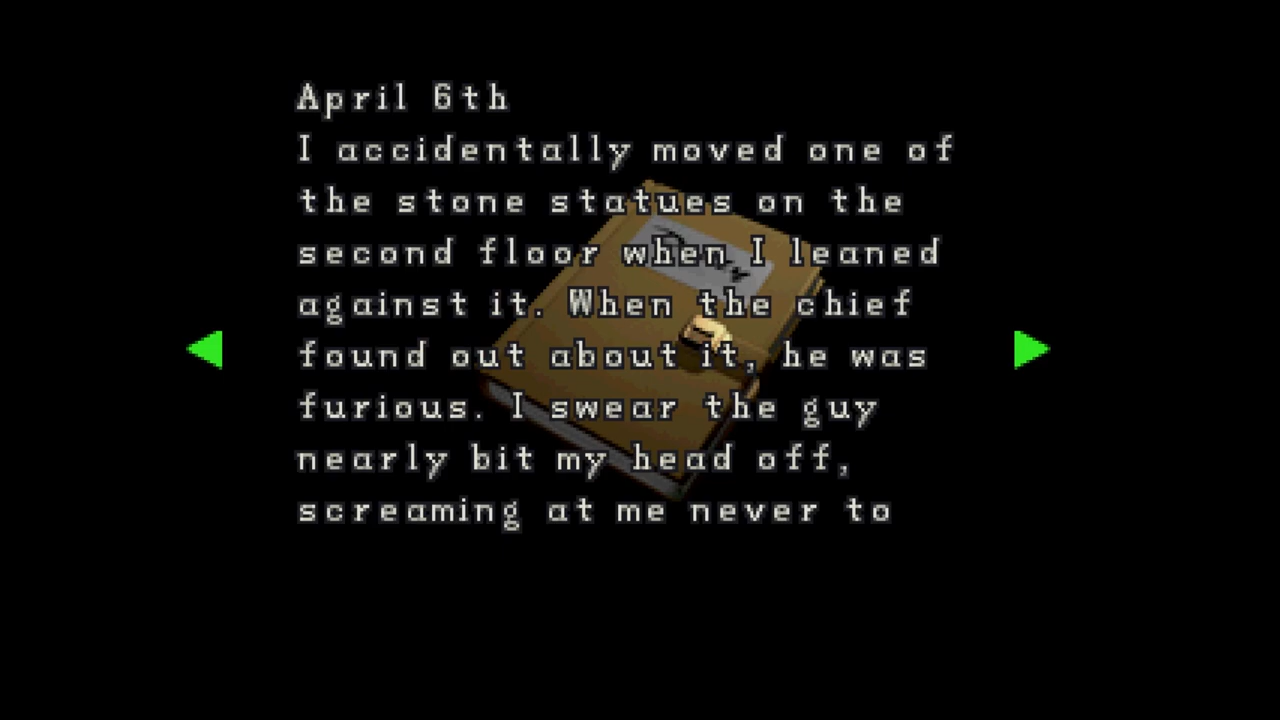 April 6th
I accidentally moved one of
the stone statues on the
second floor when I leaned
against it. When the chief
found out about it, he was
furious. I swear the guy
nearly bit my head off,
screaming at me never to